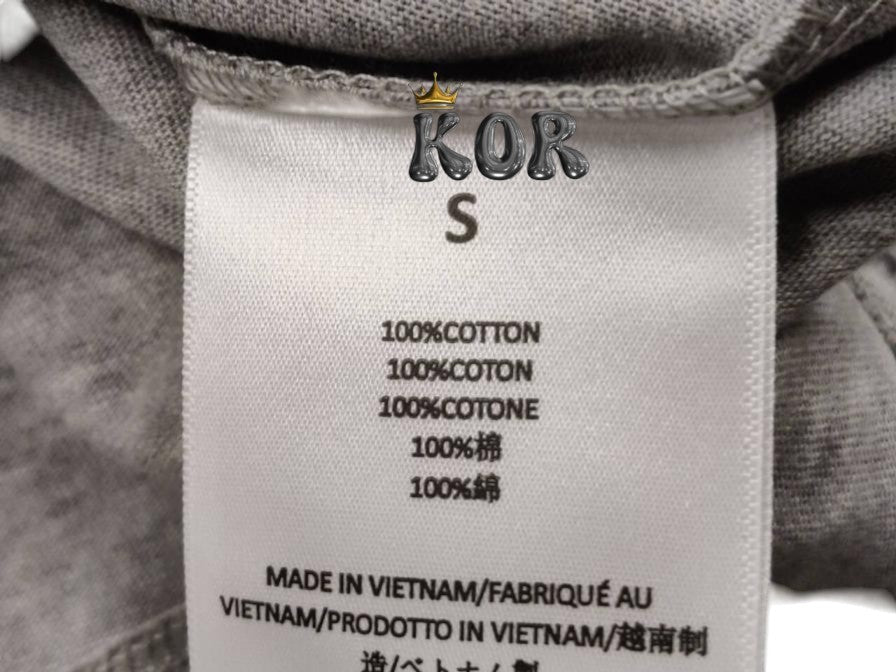 KOR
S
100%COTTON
100%COTON
100%COTONE
100%棉
100%綿
MADE IN VIETNAM/FABRIQUÉ AU
VIETNAM/PRODOTTO IN VIETNAM/越南制
造/ベトナム製